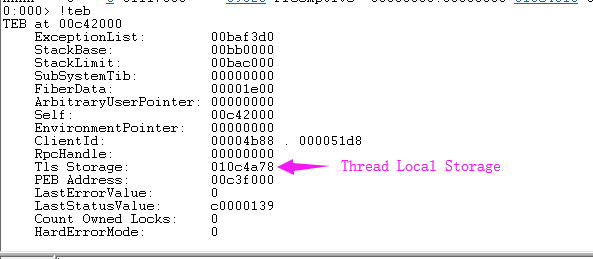 0:000> !teb
TEB at 00c42000
ExceptionList: 00baf3d0
StackBase: 00bb0000
StackLimit: 00bac000
SubSystemTib: 00000000
FiberData: 00001e00
ArbitraryUserPointer: 00000000
Self: 00c42000
EnvironmentPointer: 00000000
ClientId: 00004b88 . 000051d8
RpcHandle: 00000000
Tls Storage: 010c4a78 Thread Local Storage
PEB Address: 00c3f000
LastErrorValue: 0
LastStatusValue: c0000139
Count Owned Locks: 0
HardErrorMode: 0